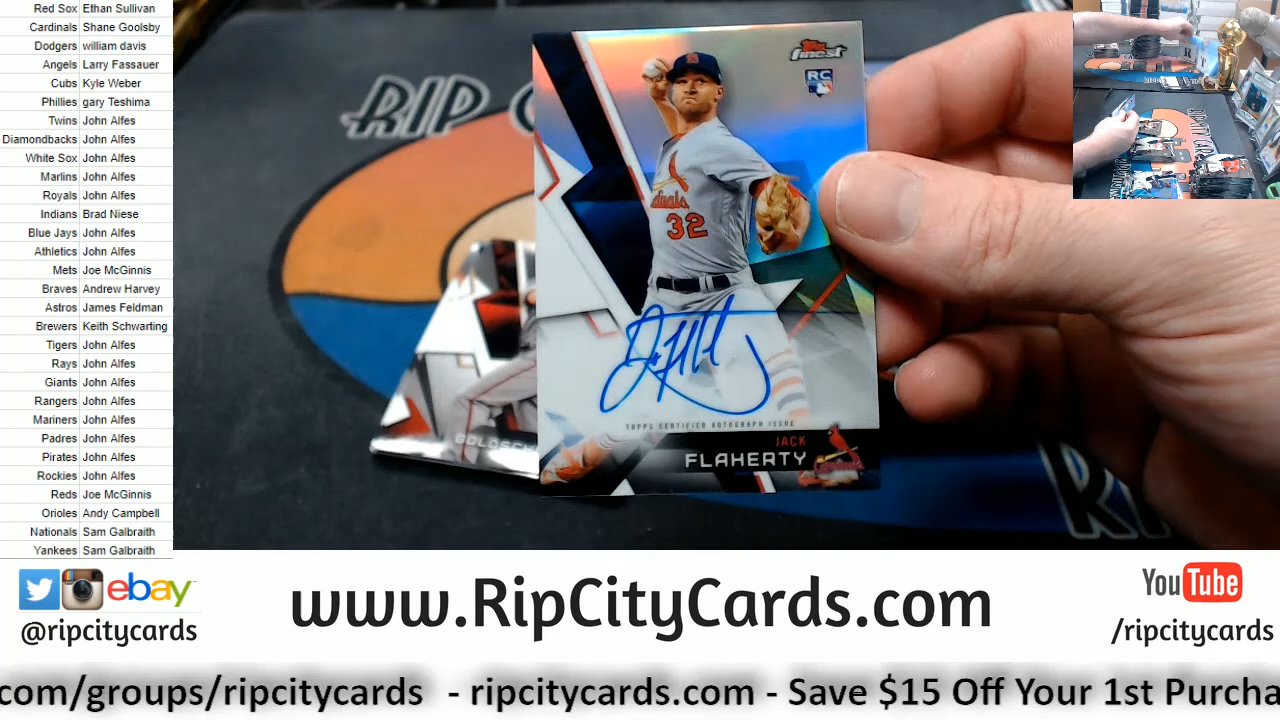 Red Sox Ethan Sullivan
Cardinals Shane Goolsby
Dodgers william davis
Angels Larry Fassauer
Cubs Kyle Weber
Phillies gary Teshima
Twins John Alfes
Diamondbacks John Alfes
White Sox John Alfes
Marlins John Alfes
Royals John Alfes
Indians Brad Niese
Blue Jays John Alfes
Athletics John Alfes
Mets Joe McGinnis
Braves Andrew Harvey
Astros James Feldman
Brewers Keith Schwarting
Tigers John Alfes
Rays John Alfes
Giants John Alfes
Rangers John Alfes
Mariners John Alfes
Padres John Alfes
Pirates John Alfes
Rockies John Alfes
Reds Joe McGinnis
Orioles Andy Campbell
Nationals Sam Galbraith
Yankees Sam Galbraith
RIP C
Topps finest
RC
dinals
32
TOPPS CERTIFIED AUTOGRAPH ISSUE
JACK
FLAHERTY
Cardinals
GOLDSCH
RI
ebay
@ripcitycards
www.RipCityCards.com
YouTube
/ripcitycards
com/groups/ripcitycards - ripcitycards.com - Save $15 Off Your 1st Purcha